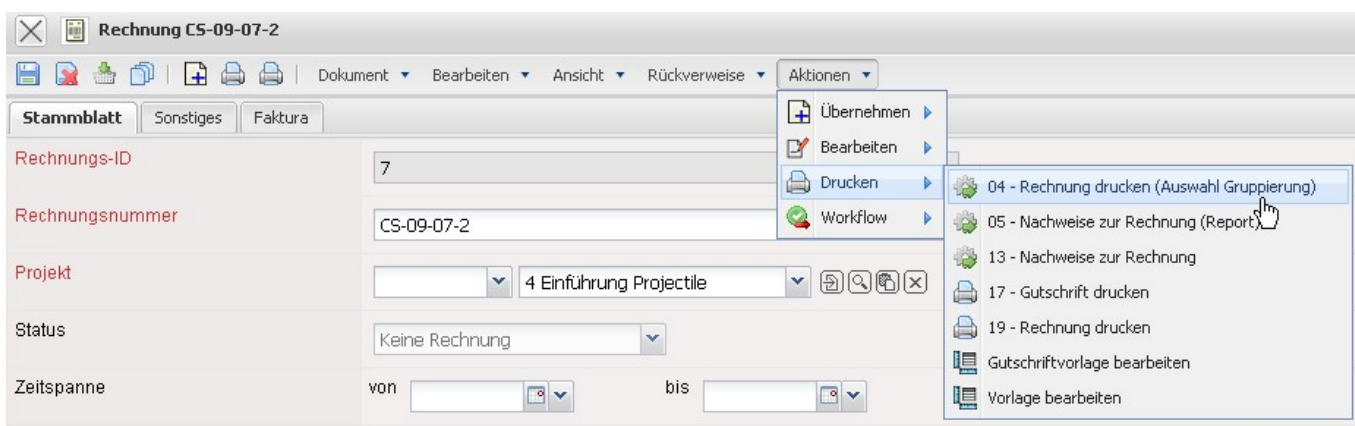 Rechnung CS-09-07-2
Dokument Bearbeiten Ansicht Rückverweise Aktionen
Stammblatt Sonstiges Faktura
Übernehmen
Bearbeiten
Drucken
Workflow
04 - Rechnung drucken (Auswahl Gruppierung)
05 - Nachweise zur Rechnung (Report)
13 - Nachweise zur Rechnung
17 - Gutschrift drucken
19 - Rechnung drucken
Gutschriftvorlage bearbeiten
Vorlage bearbeiten
Rechnungs-ID 7
Rechnungsnummer CS-09-07-2
Projekt 4 Einführung Projectile
Status Keine Rechnung
Zeitspanne von bis